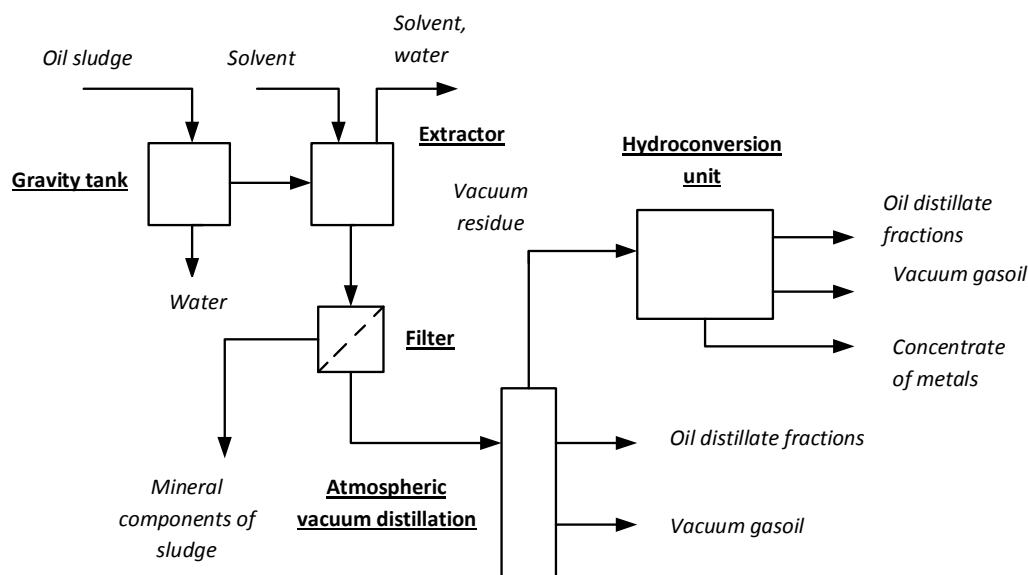 Oil sludge
Solvent
Solvent,
water
Gravity tank
Extractor
Water
Vacuum
residue
Hydroconversion
unit
Oil distillate
fractions
Vacuum gasoil
Concentrate
of metals
Filter
Mineral
components of
sludge
Atmospheric
vacuum distillation
Oil distillate fractions
Vacuum gasoil